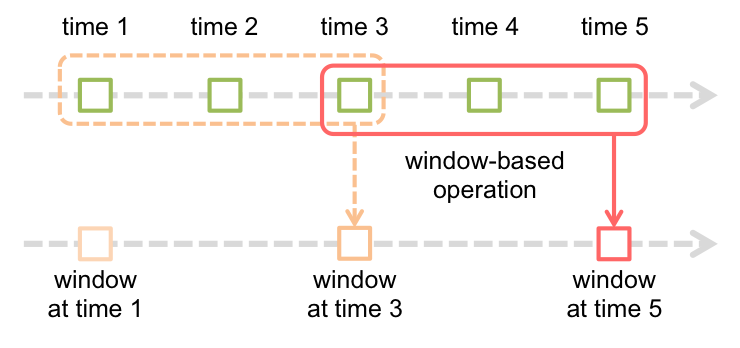 time 1 time 2 time 3 time 4 time 5
window-based
operation
window window window
at time 1 at time 3 at time 5